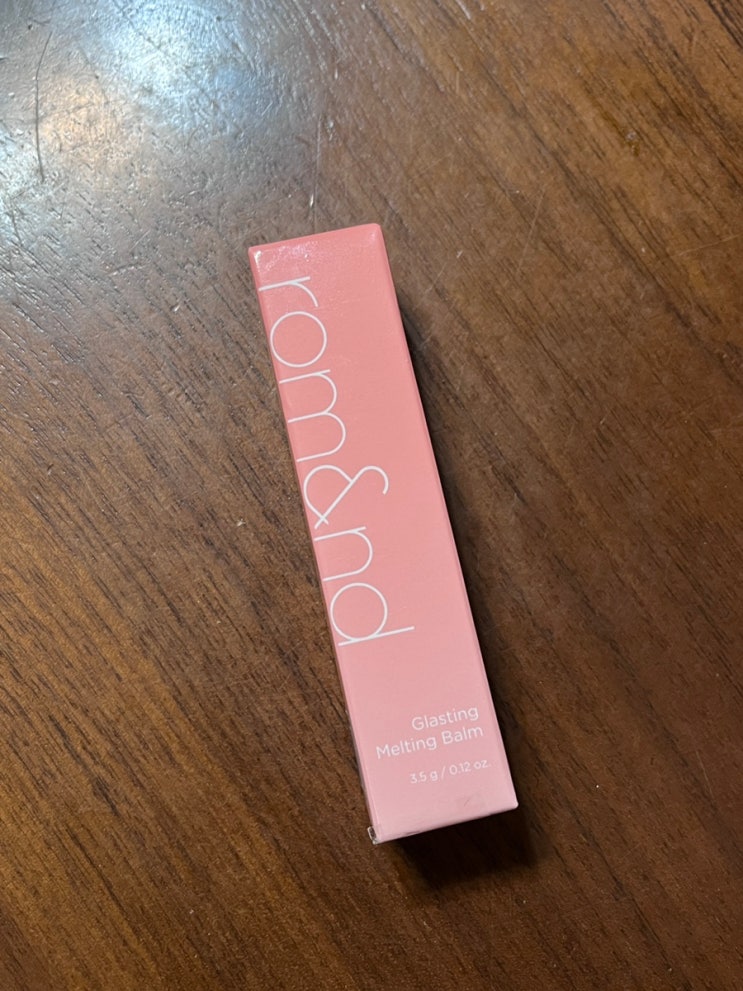 rom&nd
Glasting
Melting Balm
3.5 g / 0.12 oz.